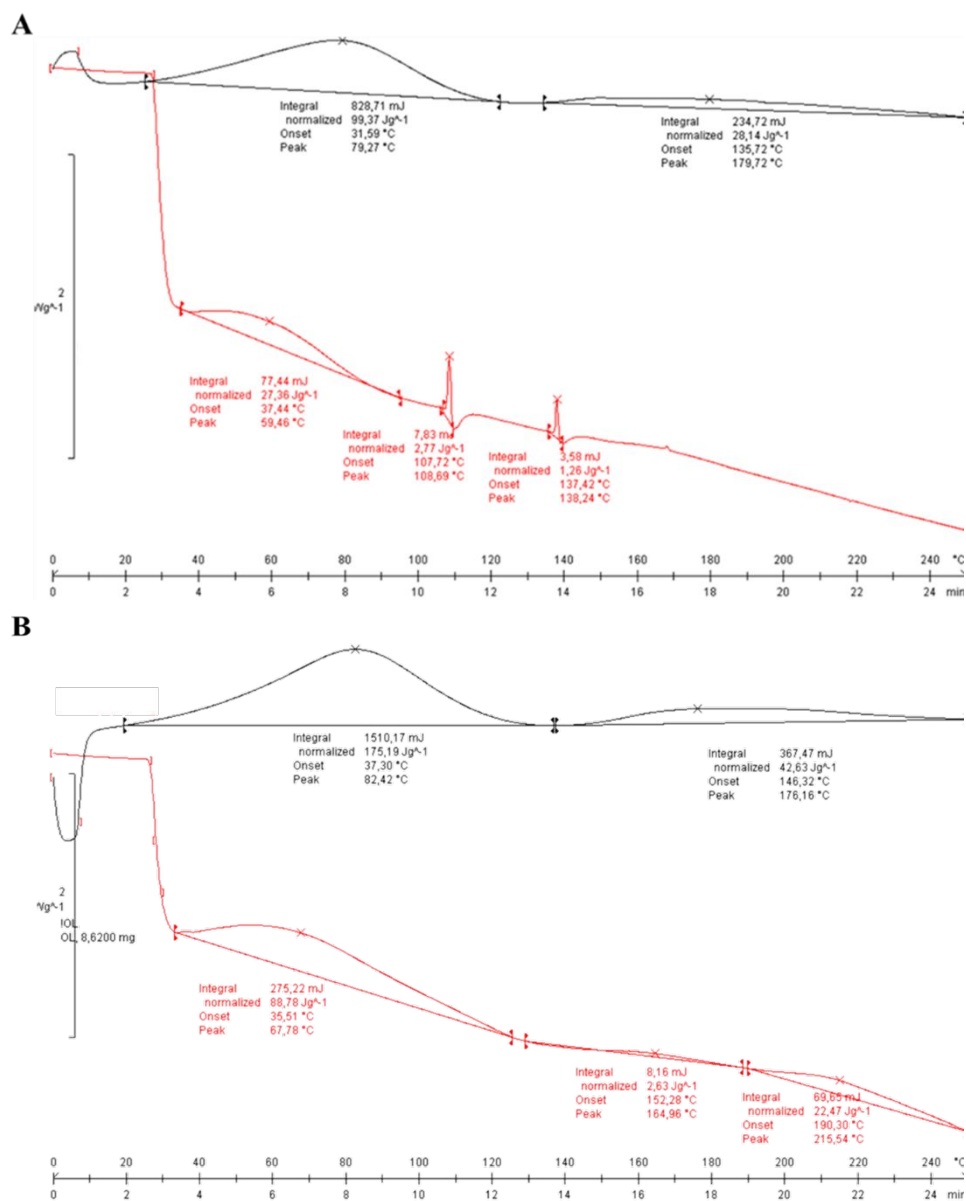 A
Integral 828,71 mJ
normalized 99,37 Jg^-1
Onset 31,59 °C
Peak 79,27 °C
Integral 234,72 mJ
normalized 28,14 Jg^-1
Onset 135,72 °C
Peak 179,72 °C
2
Wg^-1
Integral 77,44 mJ
normalized 27,36 Jg^-1
Onset 37,44 °C
Peak 59,46 °C
Integral 7,83 mJ
normalized 2,77 Jg^-1
Onset 107,72 °C
Peak 108,69 °C
Integral 3,58 mJ
normalized 1,26 Jg^-1
Onset 137,42 °C
Peak 138,24 °C
0 20 40 60 80 100 120 140 160 180 200 220 240 °C
0 2 4 6 8 10 12 14 16 18 20 22 24 min
B
Integral 1510,17 mJ
normalized 175,19 Jg^-1
Onset 37,30 °C
Peak 82,42 °C
Integral 367,47 mJ
normalized 42,63 Jg^-1
Onset 146,32 °C
Peak 176,16 °C
2
Wg^-1
IOL
OL, 8,6200 mg
Integral 275,22 mJ
normalized 88,78 Jg^-1
Onset 35,51 °C
Peak 67,78 °C
Integral 8,16 mJ
normalized 2,63 Jg^-1
Onset 152,28 °C
Peak 164,96 °C
Integral 69,65 mJ
normalized 22,47 Jg^-1
Onset 190,30 °C
Peak 215,54 °C
0 20 40 60 80 100 120 140 160 180 200 220 240 °C
0 2 4 6 8 10 12 14 16 18 20 22 24 min